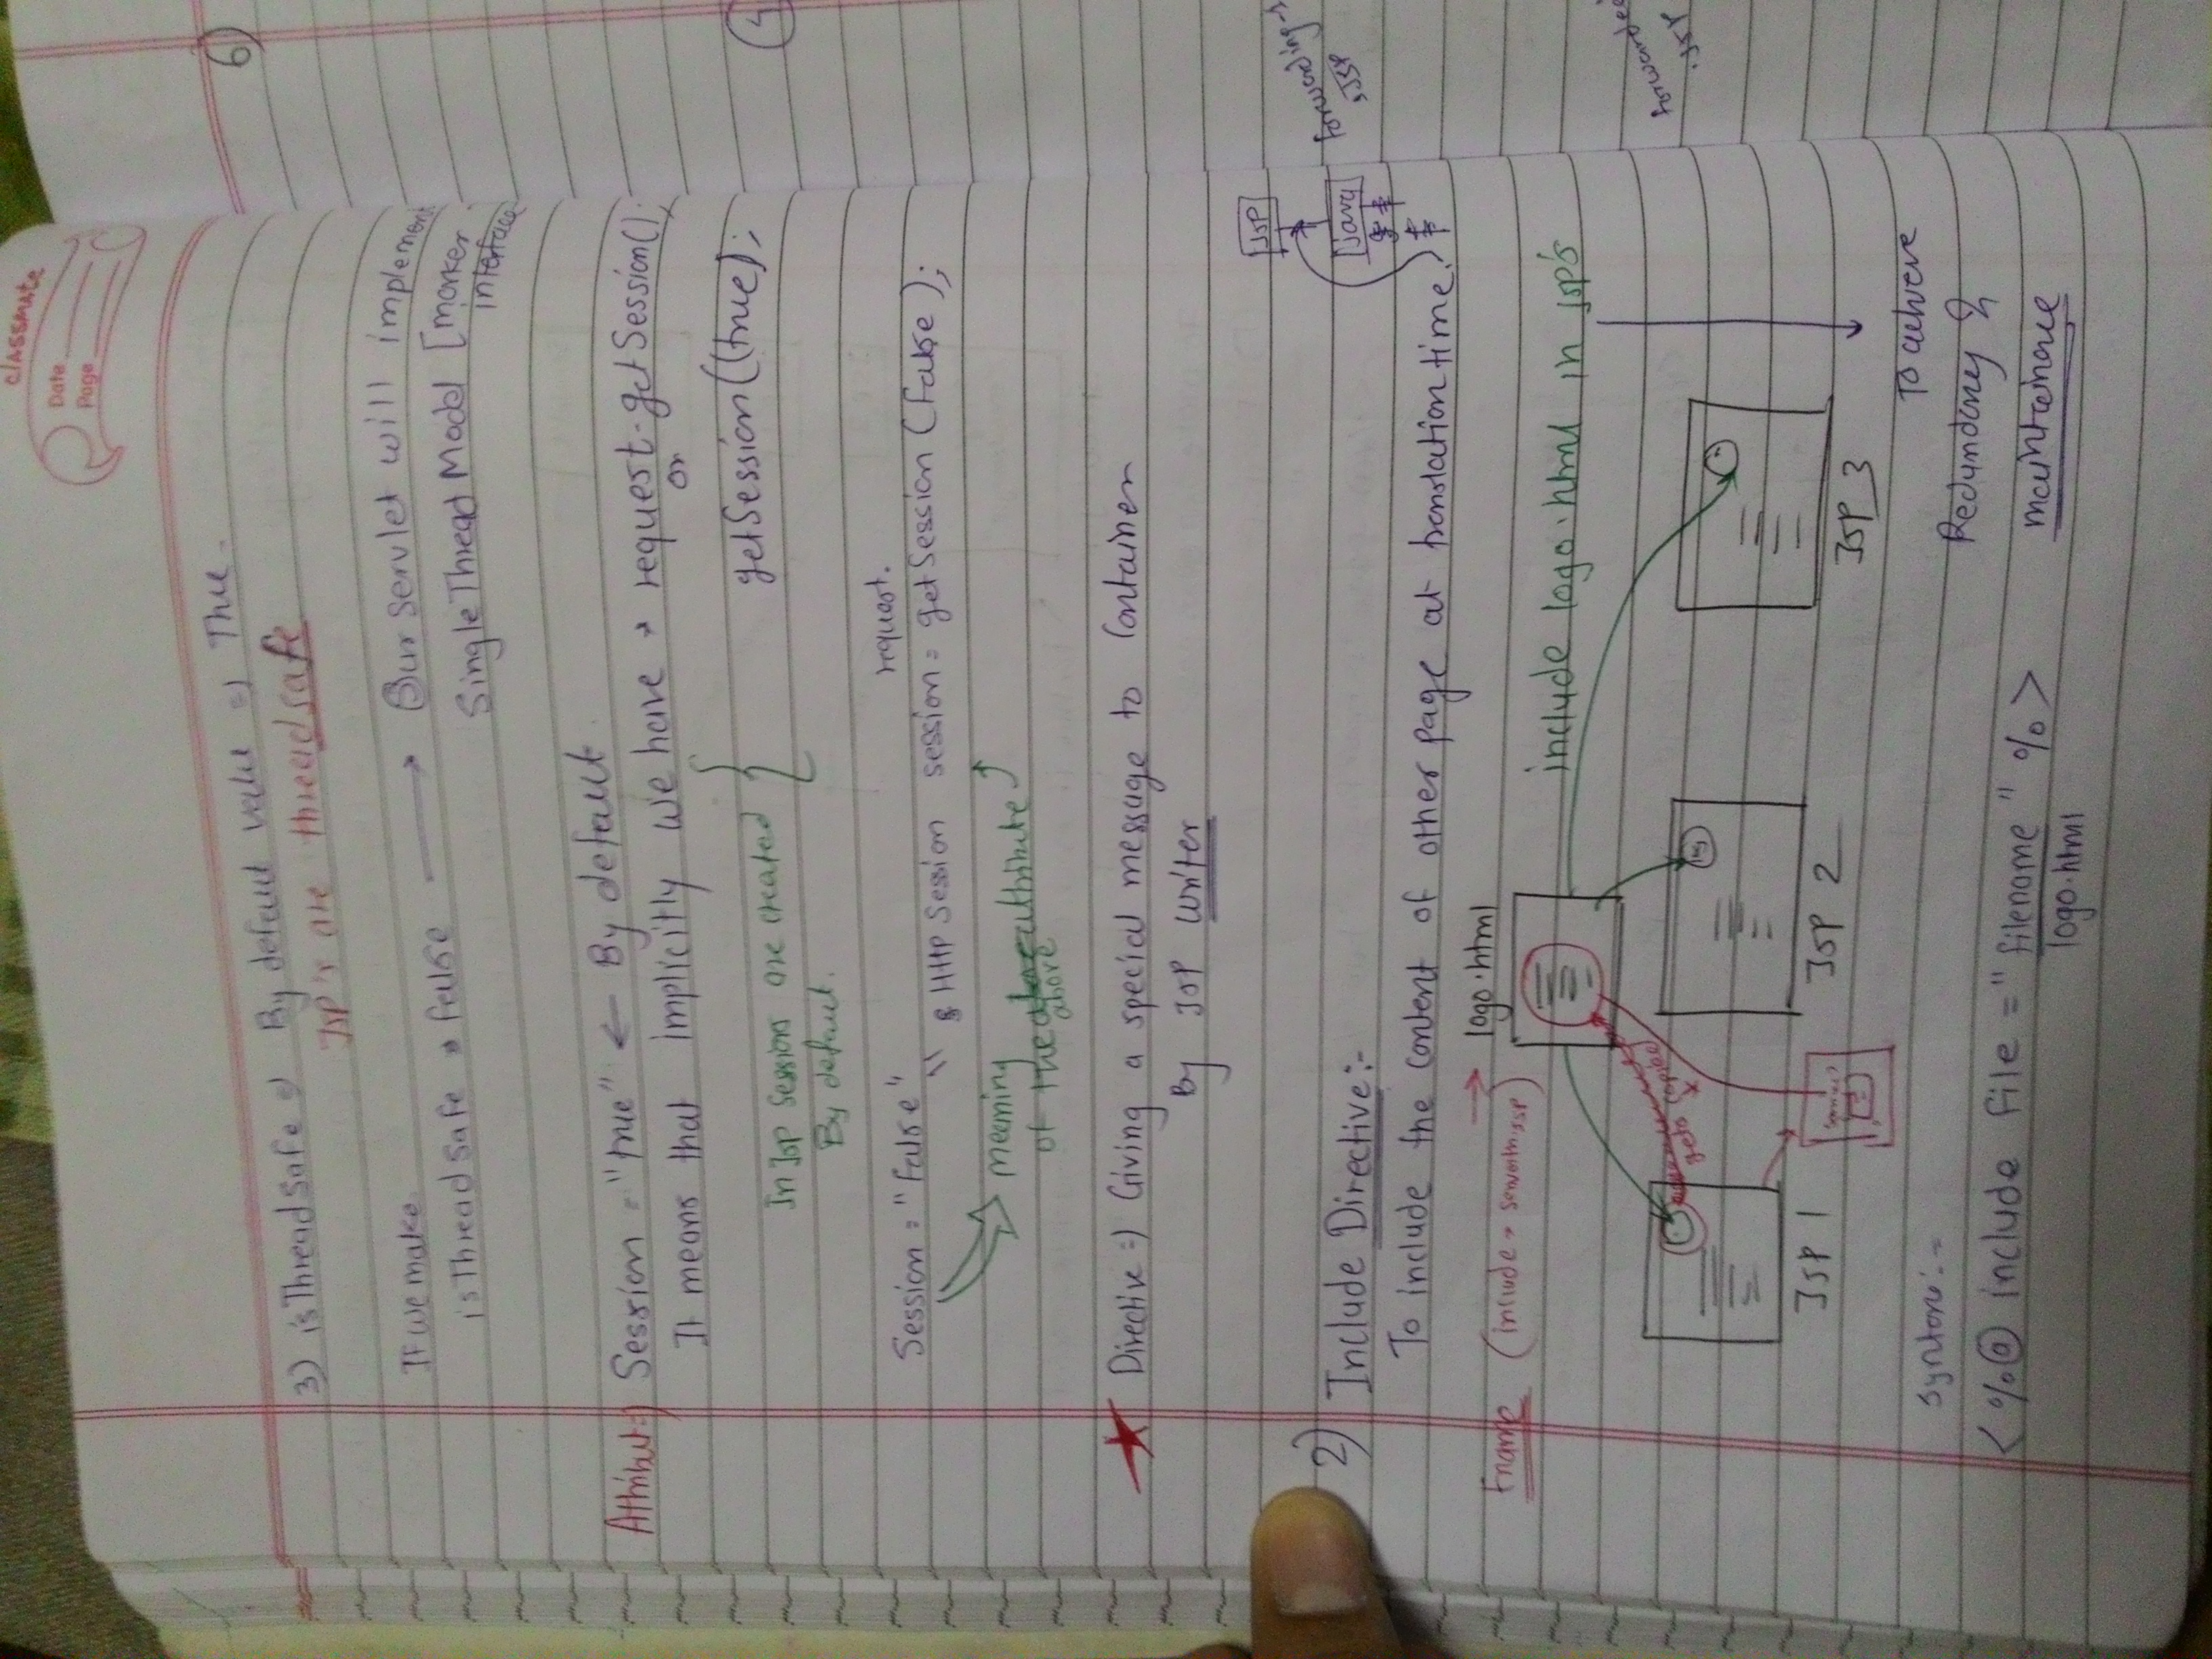 classmate
Date
Page
3) isThreadSafe => By default value => True.
JSP's are threadsafe
If we make
isThreadSafe = false → Our servlet will implement
SingleThreadModel [marker
interface
Attribute => Session = "true" ← By default
It means that implicitly we have → request.getSession();
or
getSession((true);
In Jsp sessions are created
By default.
Session = "false"
request.
HttpSession session = getSession (false);
meaning
of the attribute
above
Directive => Giving a special message to Container
By JSP writer
2) Include Directive:-
To include the content of other page at translation time.
JSP
java
Fname (include → .jsp)
logo.html
include logo.html in jsp's
gets copied
JSP 1
JSP 2
JSP 3
To achieve
Redundancy &
maintenance
Syntax:-
<%@ include file = "filename" %>
logo.html
6)
4
forwarding
.JSP
forwarded
.JSP